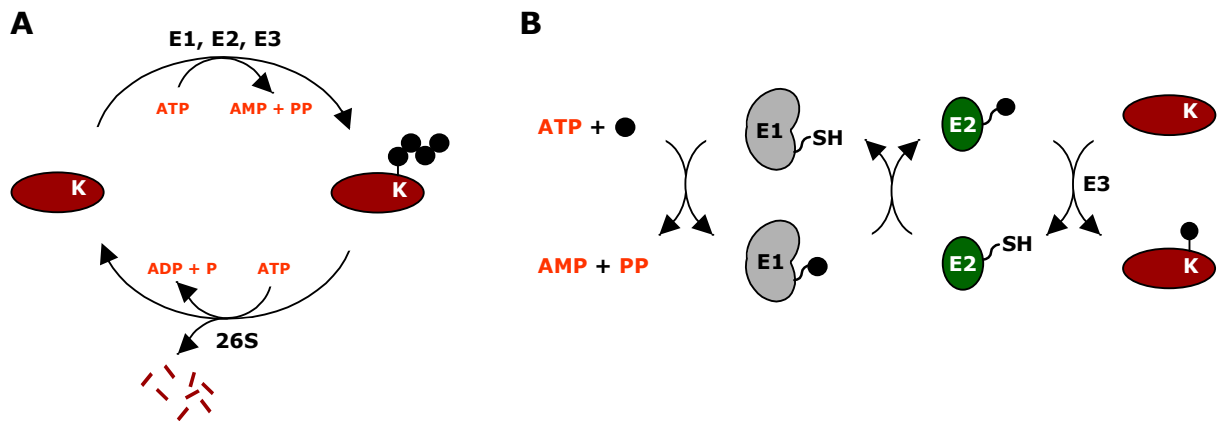 A
E1, E2, E3
ATP
AMP + PP
K
K
ADP + P
ATP
26S
B
ATP +
E1
SH
E2
K
E3
AMP + PP
E1
E2
SH
K